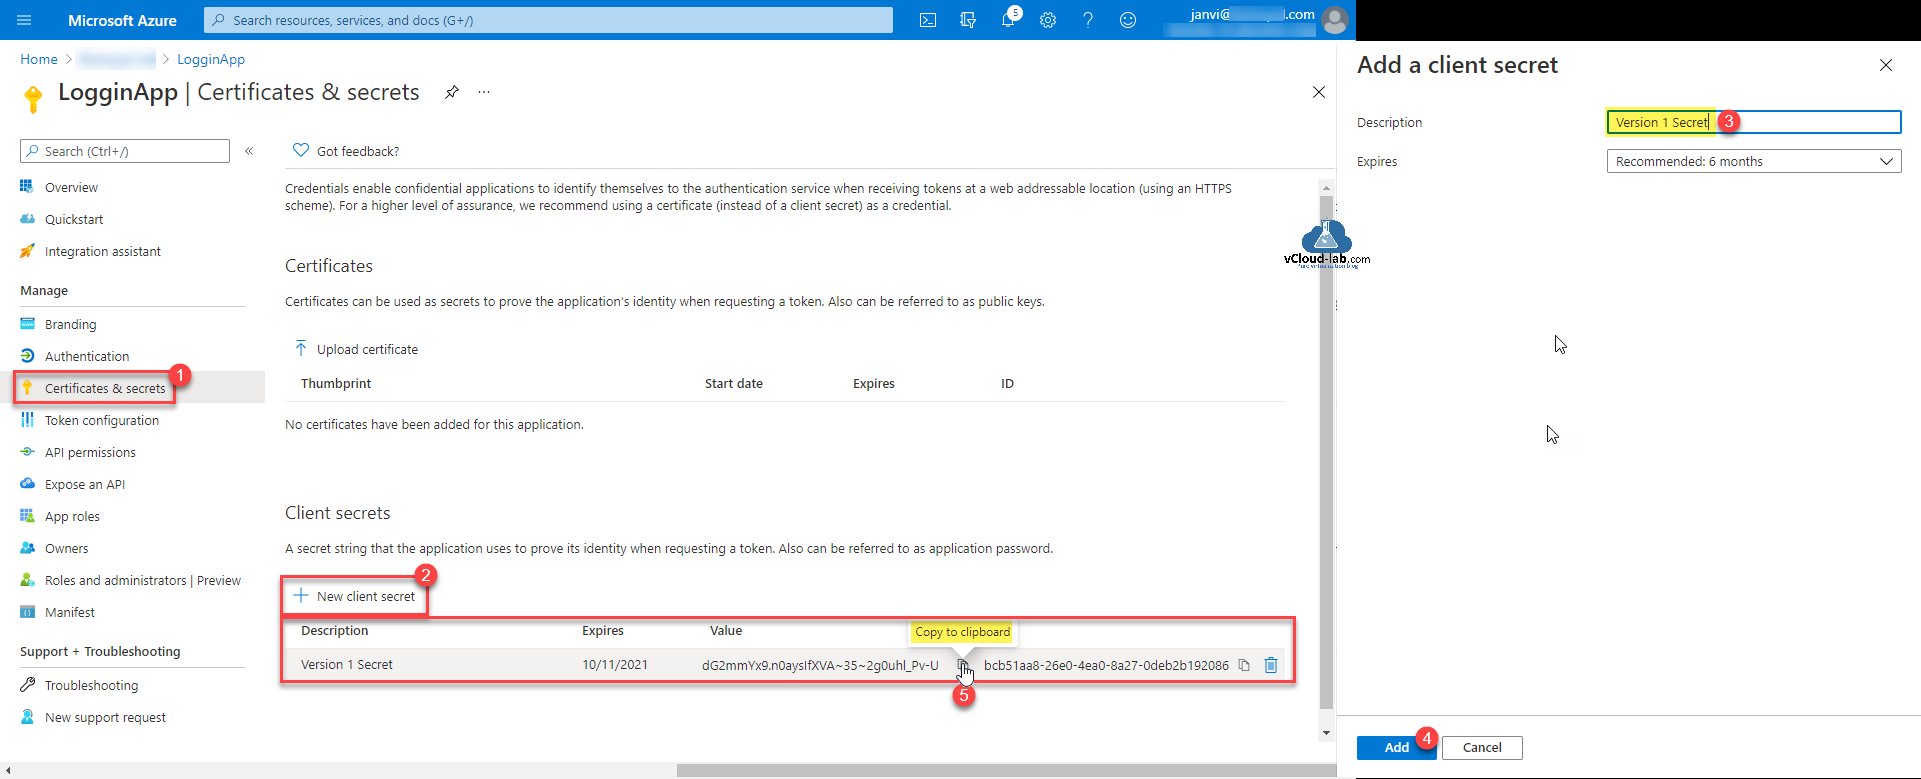 Microsoft Azure
Search resources, services, and docs (G+/)
5
janvi@
.com
Home > > LogginApp
LogginApp | Certificates & secrets
...
Search (Ctrl+/)
«
Overview
Quickstart
Integration assistant
Manage
Branding
Authentication
Certificates & secrets
1
Token configuration
API permissions
Expose an API
App roles
Owners
Roles and administrators | Preview
Manifest
Support + Troubleshooting
Troubleshooting
New support request
Got feedback?
Credentials enable confidential applications to identify themselves to the authentication service when receiving tokens at a web addressable location (using an HTTPS
scheme). For a higher level of assurance, we recommend using a certificate (instead of a client secret) as a credential.
Certificates
Certificates can be used as secrets to prove the application's identity when requesting a token. Also can be referred to as public keys.
Upload certificate
Thumbprint Start date Expires ID
No certificates have been added for this application.
Client secrets
A secret string that the application uses to prove its identity when requesting a token. Also can be referred to as application password.
2
New client secret
Description Expires Value Copy to clipboard
Version 1 Secret 10/11/2021 dG2mmYx9.n0aysIfXVA~35~2g0uhl_Pv-U bcb51aa8-26e0-4ea0-8a27-0deb2b192086
5
vCloud-lab.com
Pure virtualization blog
Add a client secret
Description Version 1 Secret 3
Expires Recommended: 6 months
Add 4 Cancel